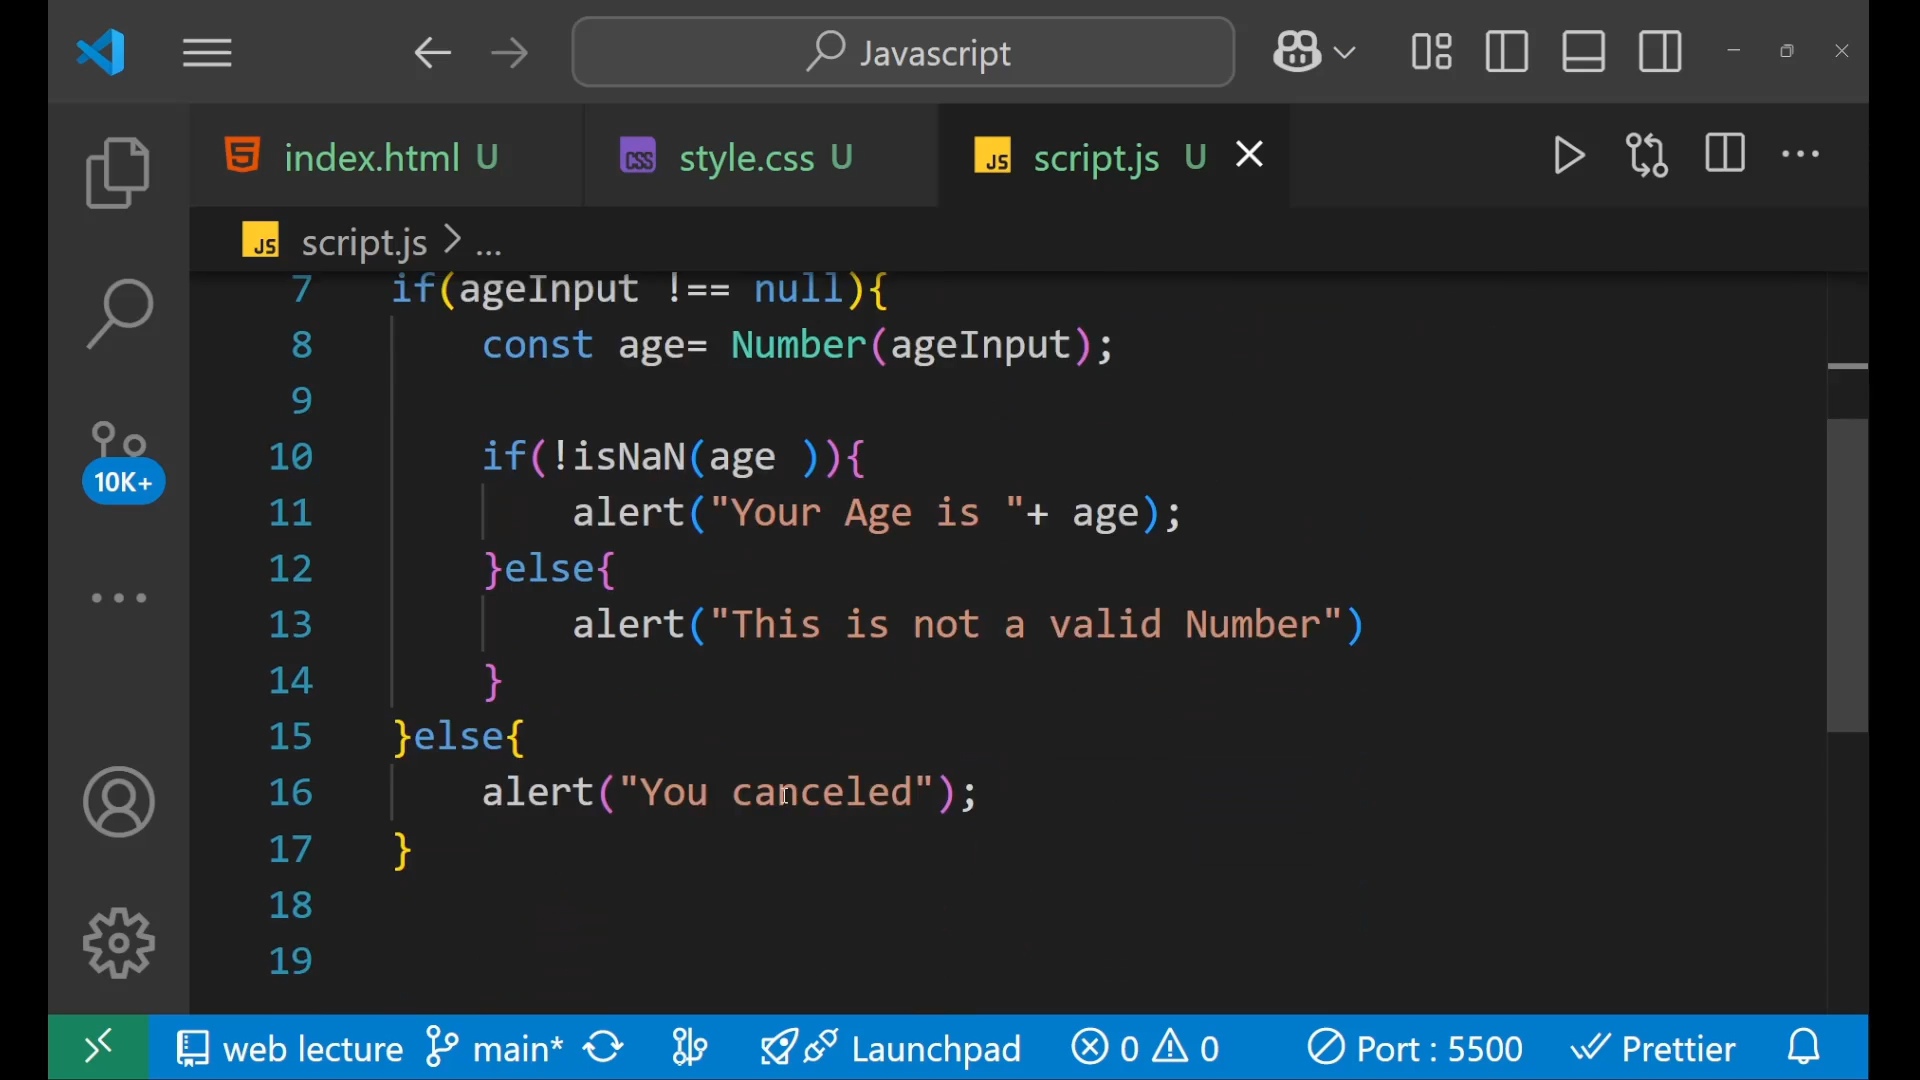 Javascript
index.html U
style.css U
script.js U
script.js > ...
7 if(ageInput !== null){
8 const age= Number(ageInput);
9
10 if(!isNaN(age )){
11 alert("Your Age is "+ age);
12 }else{
13 alert("This is not a valid Number")
14 }
15 }else{
16 alert("You canceled");
17 }
18
19
10K+
web lecture main* Launchpad 0 0 Port : 5500 Prettier